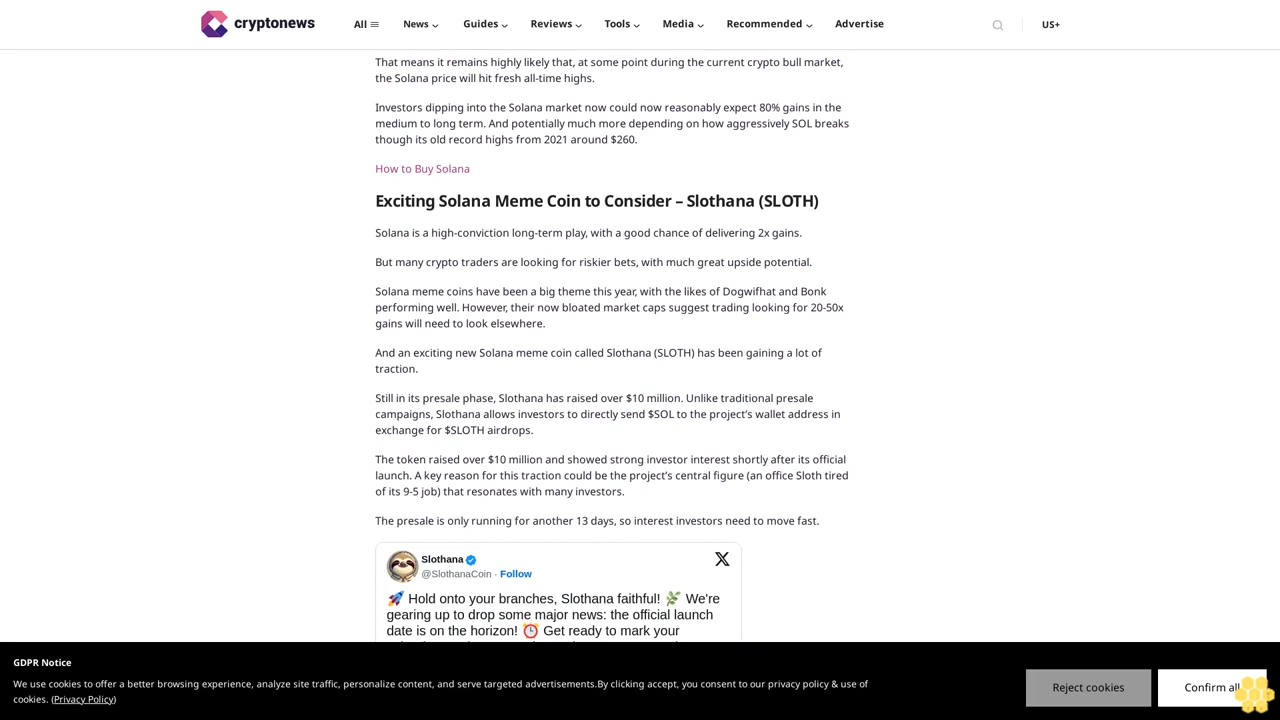 cryptonews
All
News
Guides
Reviews
Tools
Media
Recommended
Advertise
US+
That means it remains highly likely that, at some point during the current crypto bull market,
the Solana price will hit fresh all-time highs.
Investors dipping into the Solana market now could now reasonably expect 80% gains in the
medium to long term. And potentially much more depending on how aggressively SOL breaks
though its old record highs from 2021 around $260.
How to Buy Solana
Exciting Solana Meme Coin to Consider – Slothana (SLOTH)
Solana is a high-conviction long-term play, with a good chance of delivering 2x gains.
But many crypto traders are looking for riskier bets, with much great upside potential.
Solana meme coins have been a big theme this year, with the likes of Dogwifhat and Bonk
performing well. However, their now bloated market caps suggest trading looking for 20-50x
gains will need to look elsewhere.
And an exciting new Solana meme coin called Slothana (SLOTH) has been gaining a lot of
traction.
Still in its presale phase, Slothana has raised over $10 million. Unlike traditional presale
campaigns, Slothana allows investors to directly send $SOL to the project’s wallet address in
exchange for $SLOTH airdrops.
The token raised over $10 million and showed strong investor interest shortly after its official
launch. A key reason for this traction could be the project’s central figure (an office Sloth tired
of its 9-5 job) that resonates with many investors.
The presale is only running for another 13 days, so interest investors need to move fast.
Slothana
@SlothanaCoin · Follow
🚀 Hold onto your branches, Slothana faithful! 🌿 We're
gearing up to drop some major news: the official launch
date is on the horizon! ⏰ Get ready to mark your
GDPR Notice
We use cookies to offer a better browsing experience, analyze site traffic, personalize content, and serve targeted advertisements.By clicking accept, you consent to our privacy policy & use of
cookies. (Privacy Policy)
Reject cookies
Confirm all